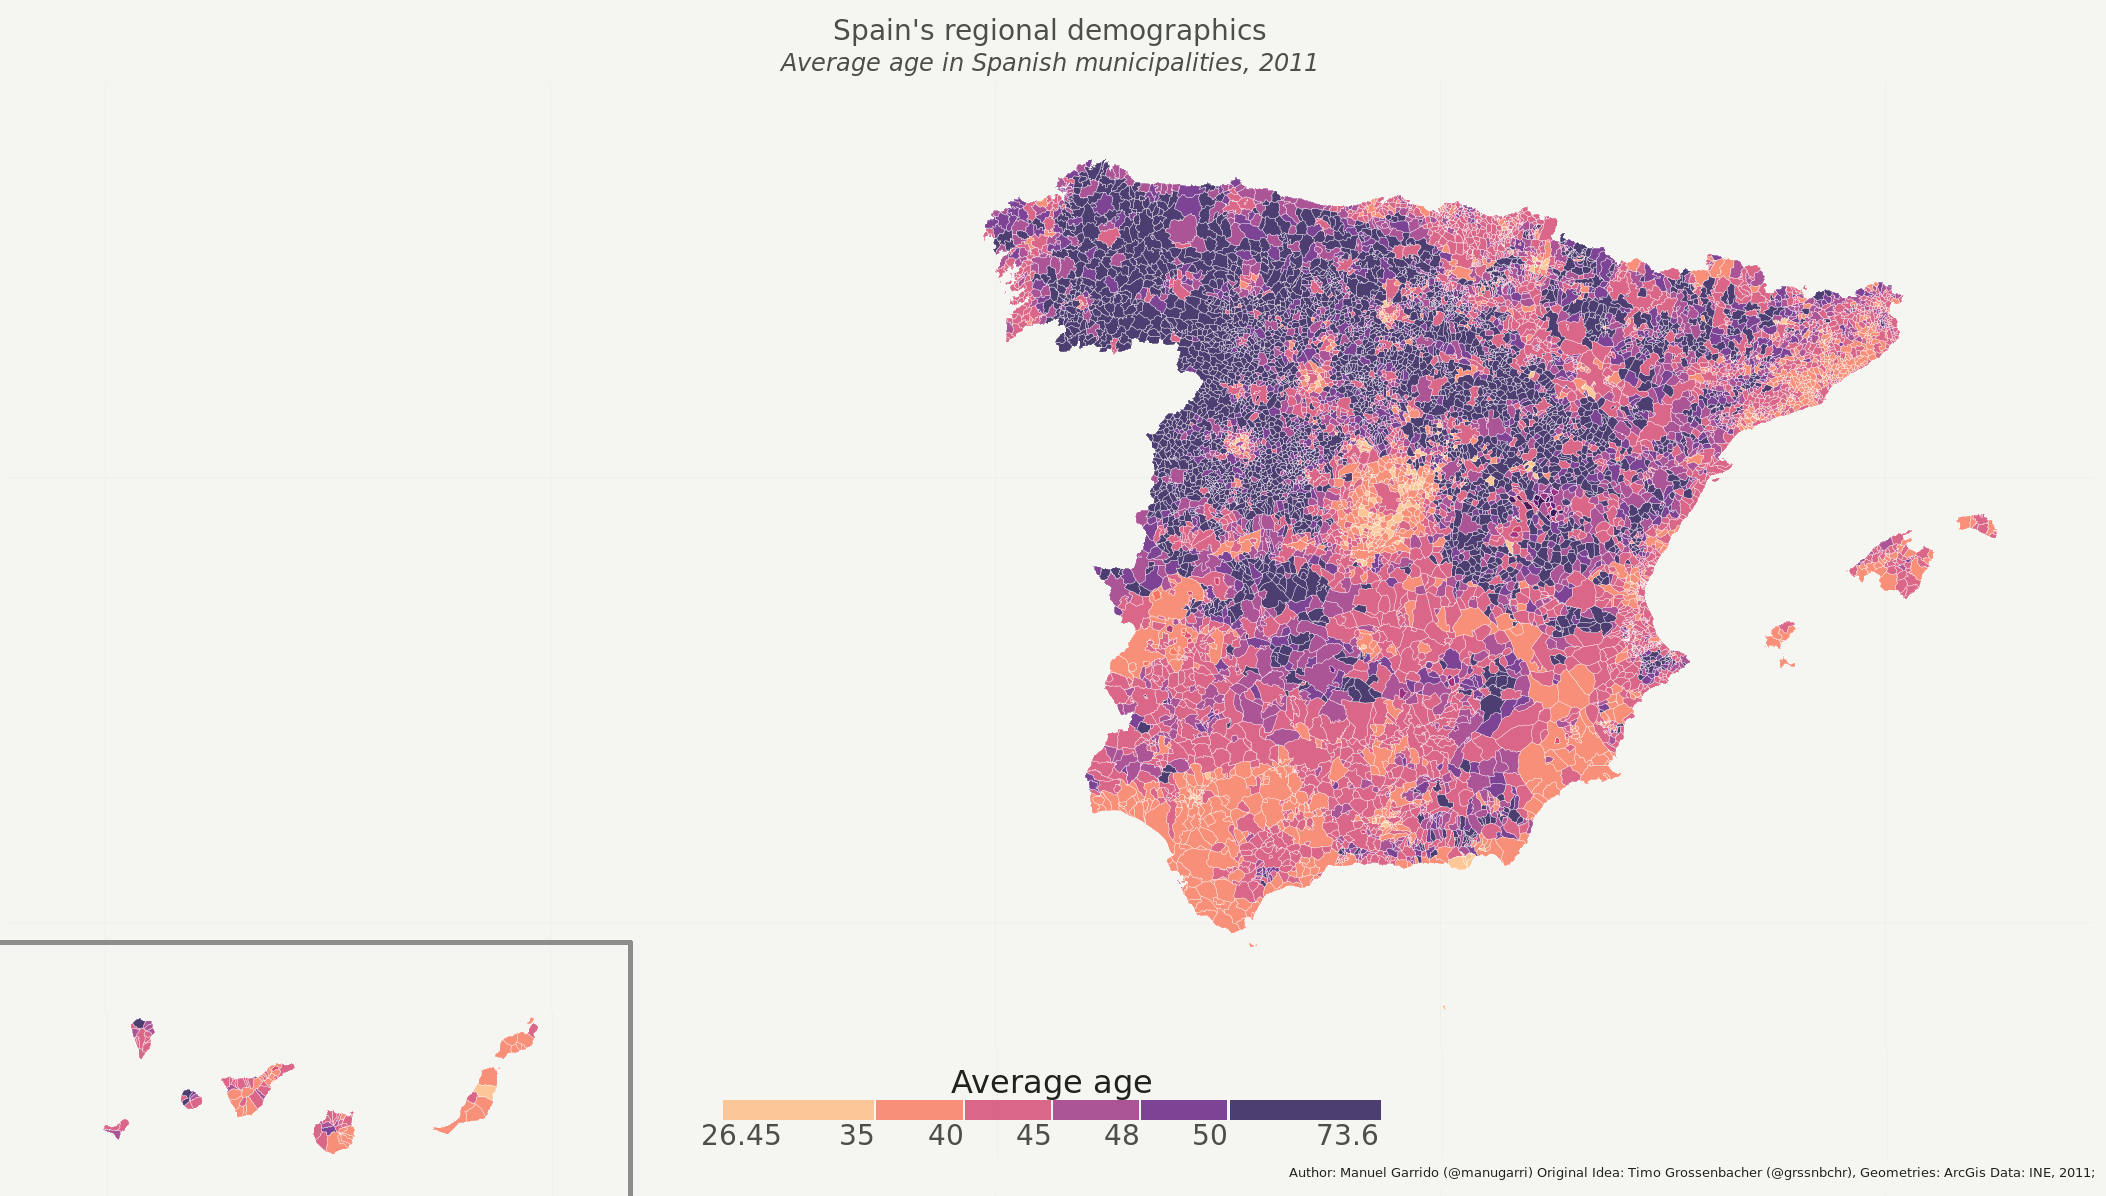 Spain's regional demographics
Average age in Spanish municipalities, 2011
Average age
26.45 35 40 45 48 50 73.6
Author: Manuel Garrido (@manugarri) Original Idea: Timo Grossenbacher (@grssnbchr), Geometries: ArcGis Data: INE, 2011;